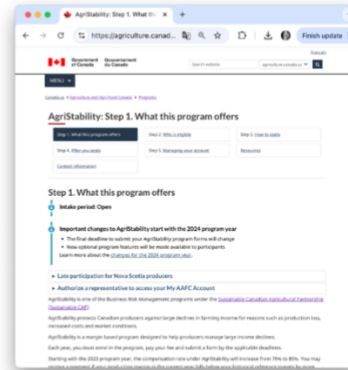 AgriStability: Step 1. What thi
https://agriculture.canad...
Finish update
Français
Government of Canada
Gouvernement du Canada
Search website
agriculture.canada.ca
MENU
Canada.ca
Agriculture and Agri-Food Canada
Programs
AgriStability: Step 1. What this program offers
Step 1. What this program offers
Step 2. Who is eligible
Step 3. How to apply
Step 4. After you apply
Step 5. Managing your account
Resources
Contact information
Step 1. What this program offers
Intake period: Open
Important changes to AgriStability start with the 2024 program year
The final deadline to submit your AgriStability program forms will change
New optional program features will be made available to participants
Learn more about the changes for the 2024 program year.
Late participation for Nova Scotia producers
Authorize a representative to access your My AAFC Account
AgriStability is one of the Business Risk Management programs under the Sustainable Canadian Agricultural Partnership
(Sustainable CAP).
AgriStability protects Canadian producers against large declines in farming income for reasons such as production loss,
increased costs and market conditions.
AgriStability is a margin based program designed to help producers manage large income declines.
Each year, you must enrol in the program, pay your fee and submit a form by the applicable deadlines.
Starting with the 2023 program year, the compensation rate under AgriStability will increase from 70% to 80%. You may